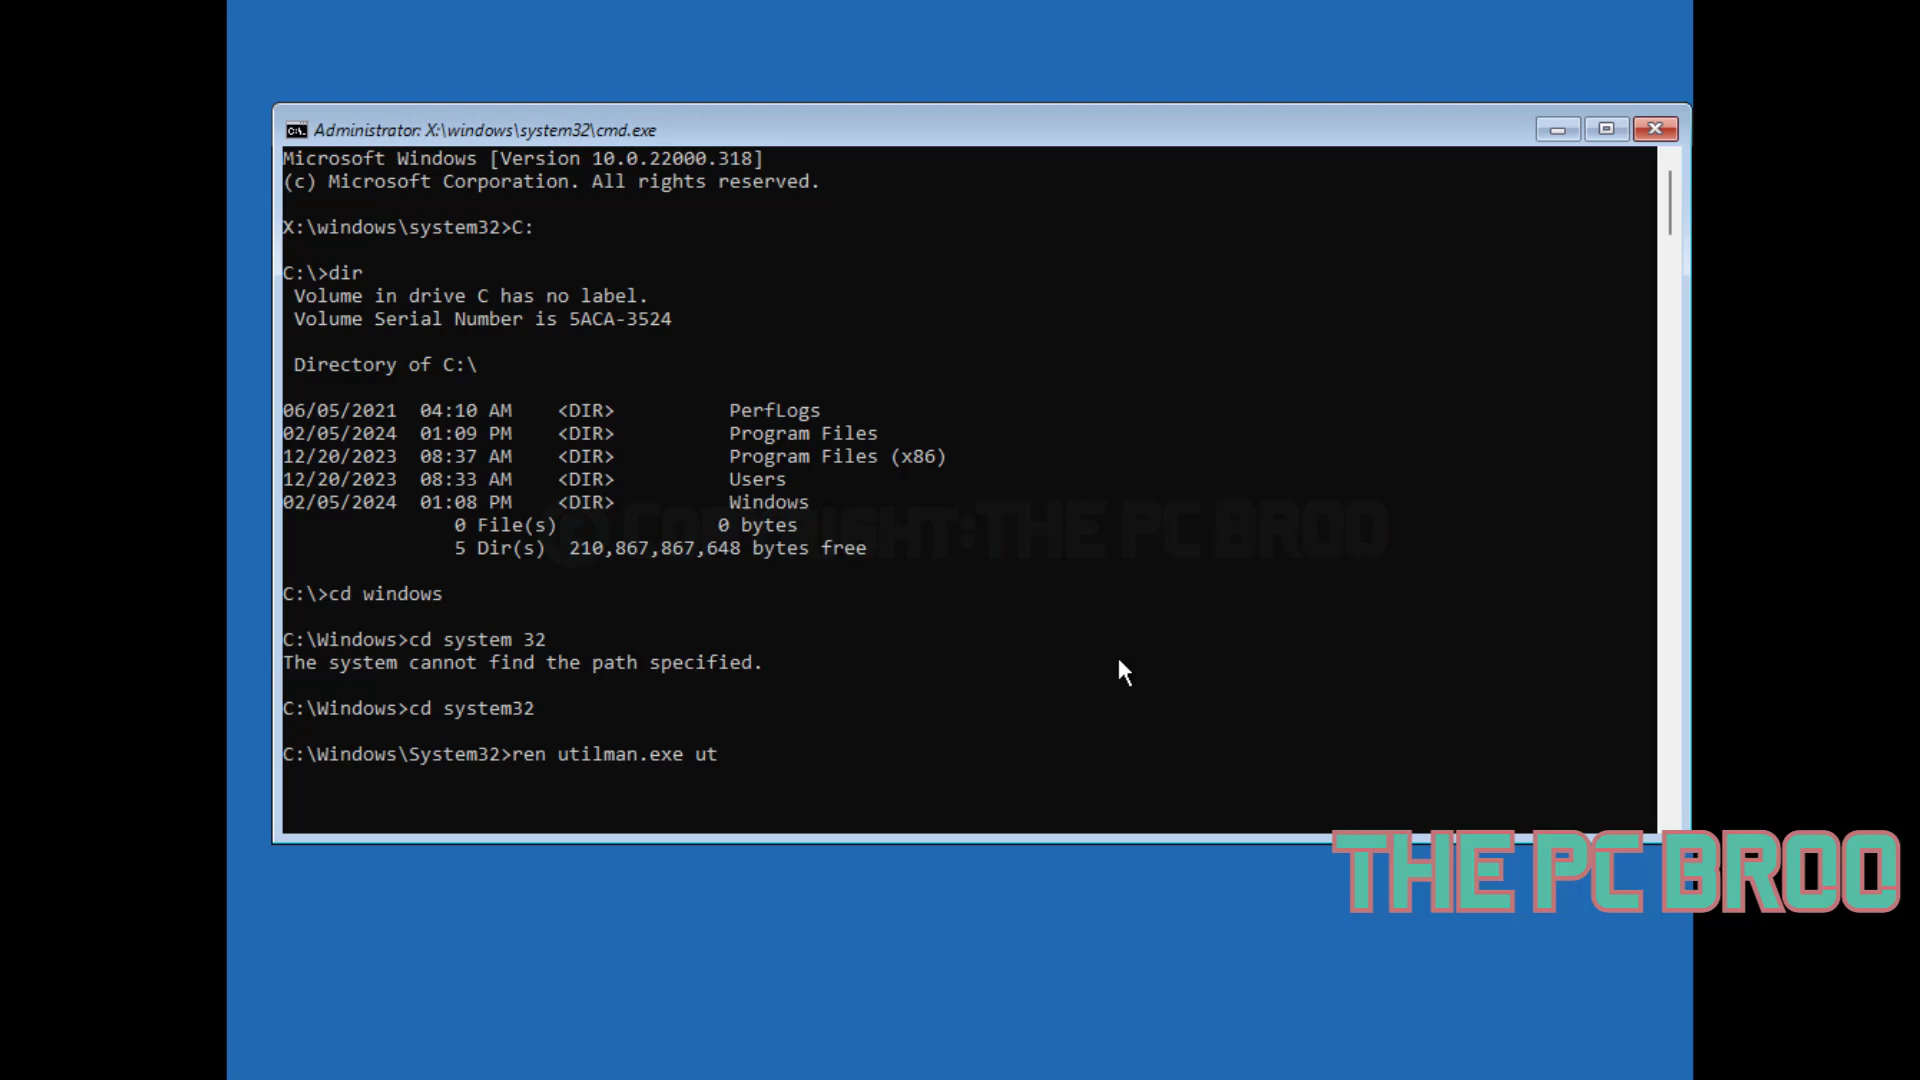 Administrator: X:\windows\system32\cmd.exe
Microsoft Windows [Version 10.0.22000.318]
(c) Microsoft Corporation. All rights reserved.
X:\windows\system32>C:
C:\>dir
Volume in drive C has no label.
Volume Serial Number is 5ACA-3524
Directory of C:\
06/05/2021  04:10 AM    <DIR>          PerfLogs
02/05/2024  01:09 PM    <DIR>          Program Files
12/20/2023  08:37 AM    <DIR>          Program Files (x86)
12/20/2023  08:33 AM    <DIR>          Users
02/05/2024  01:08 PM    <DIR>          Windows
0 File(s)              0 bytes
5 Dir(s)  210,867,867,648 bytes free
© Copyright:THE PC BROO
C:\>cd windows
C:\Windows>cd system 32
The system cannot find the path specified.
C:\Windows>cd system32
C:\Windows\System32>ren utilman.exe ut
THE PC BROO